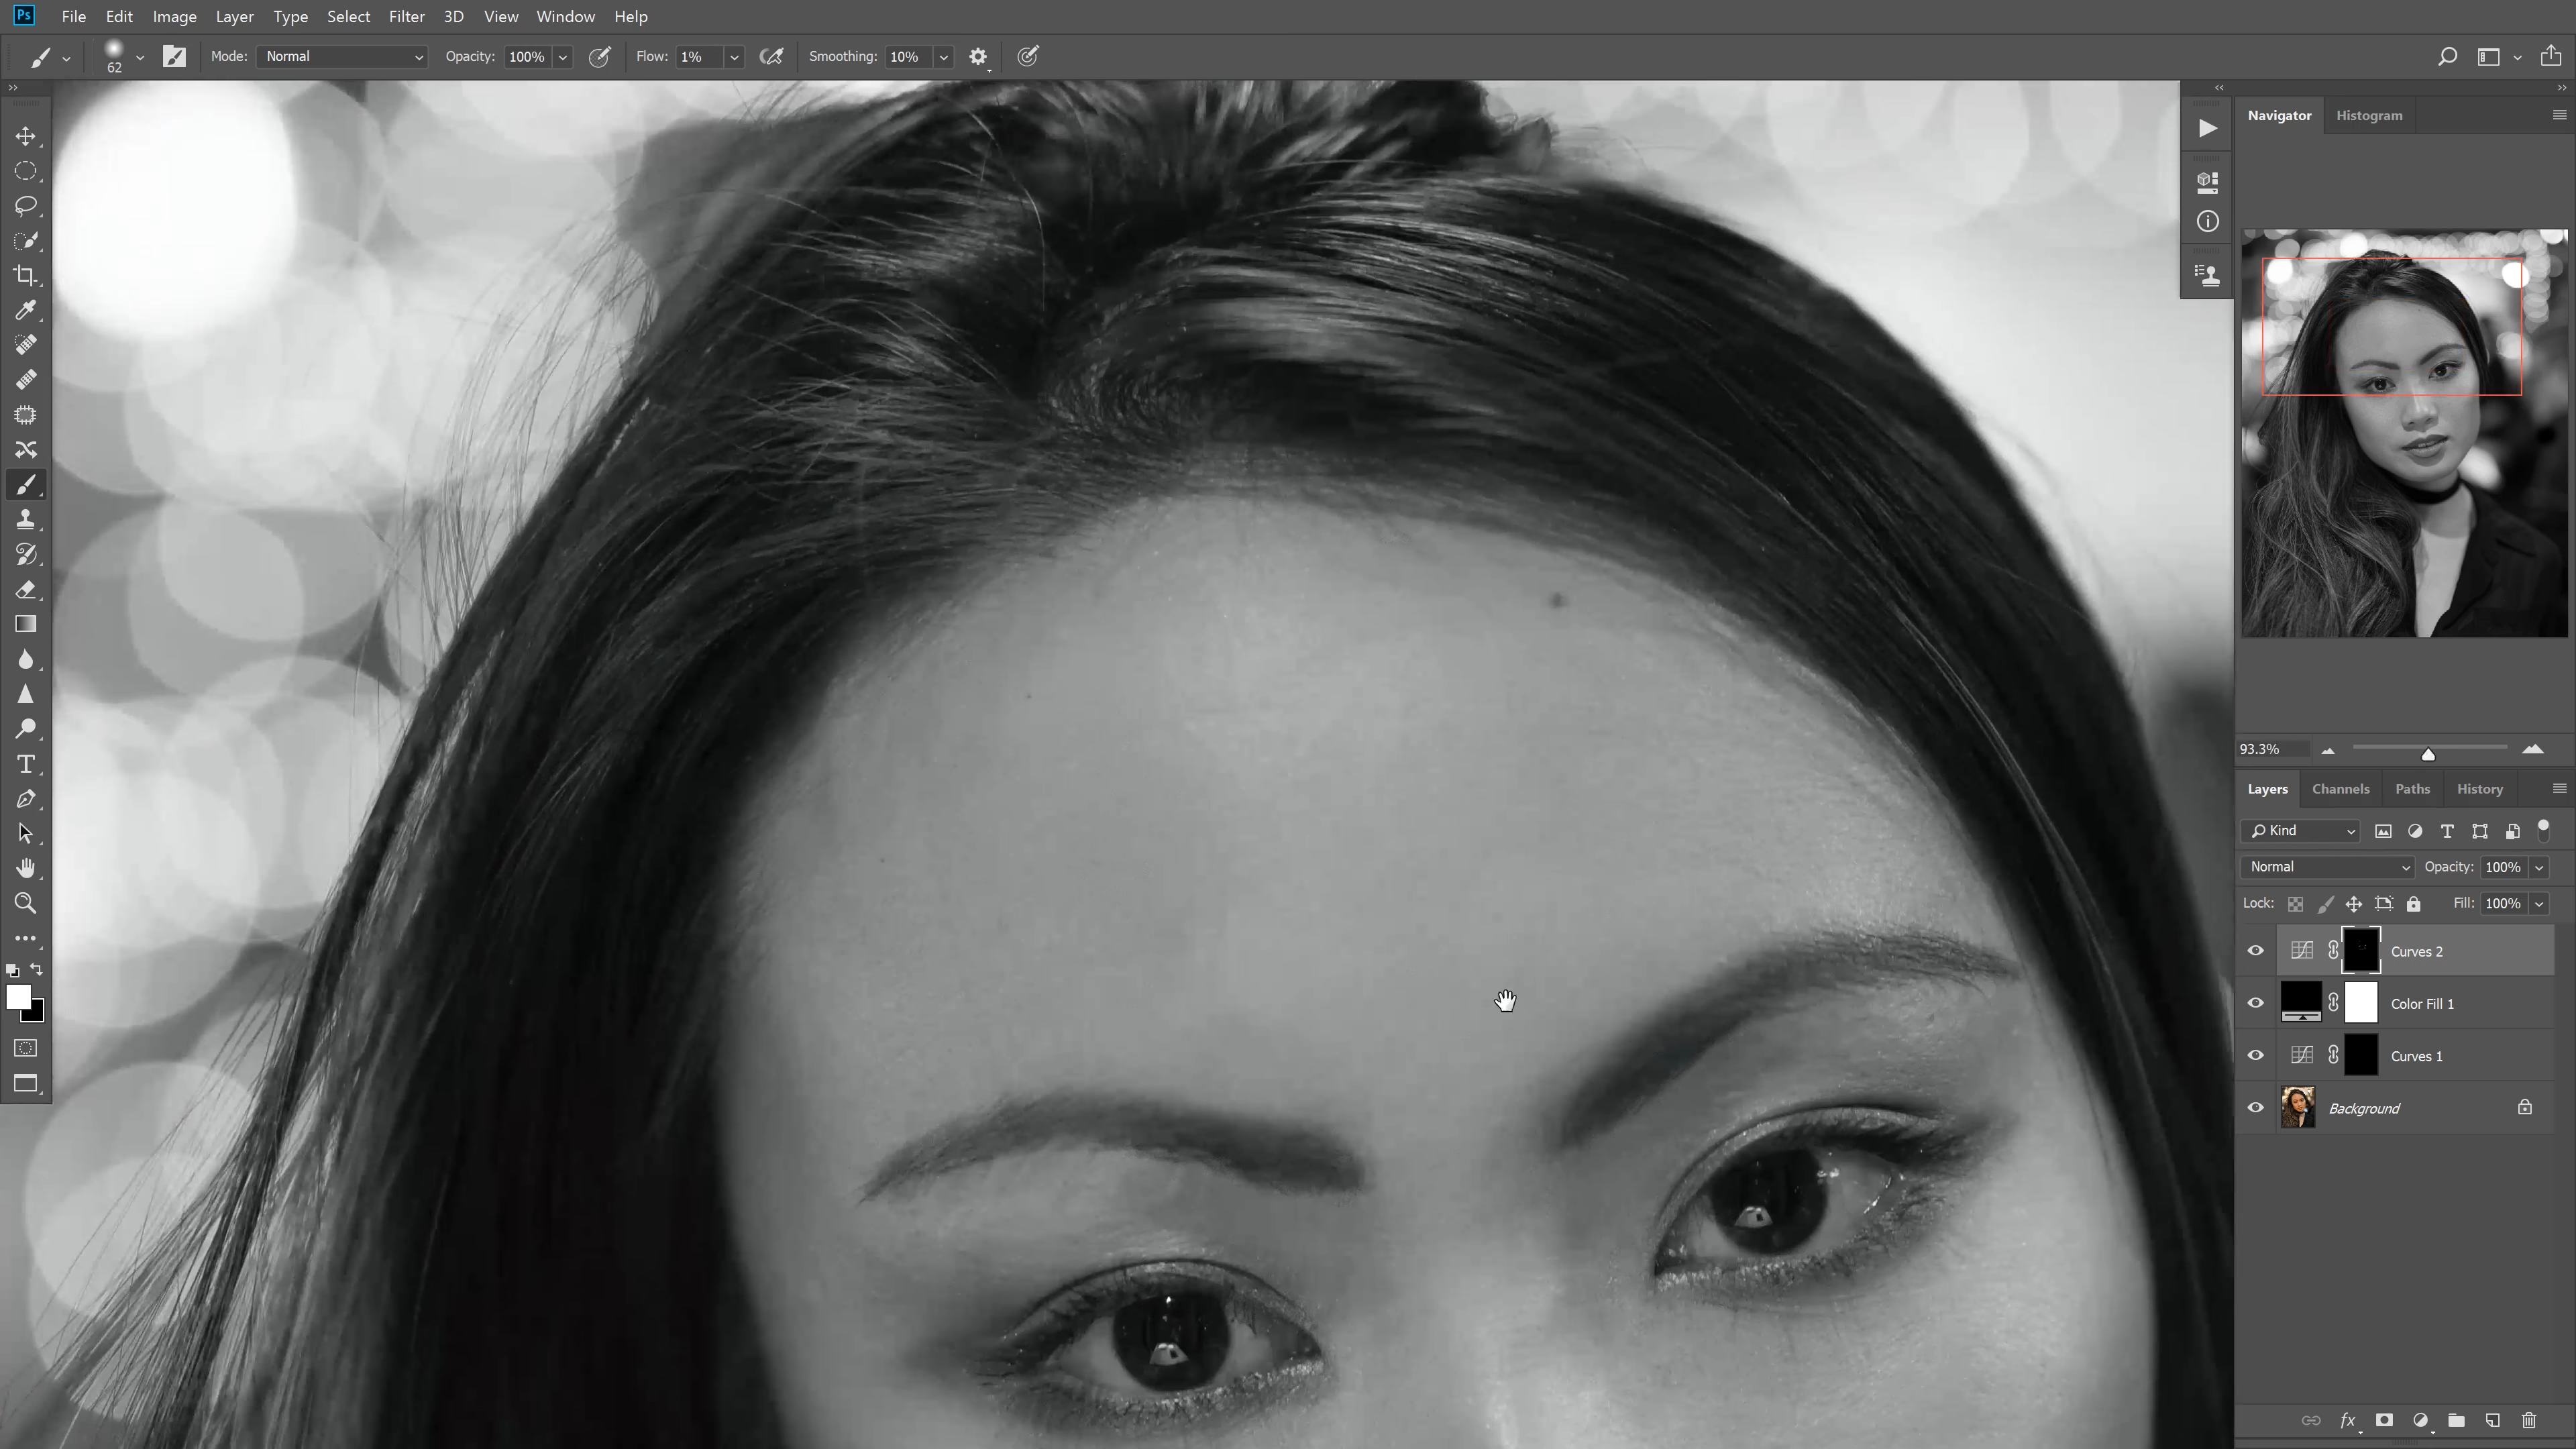 Ps File Edit Image Layer Type Select Filter 3D View Window Help
62 Mode: Normal Opacity: 100% Flow: 1% Smoothing: 10%
Navigator Histogram
93.3%
Layers Channels Paths History
Kind
Normal Opacity: 100%
Lock: Fill: 100%
Curves 2
Color Fill 1
Curves 1
Background
fx